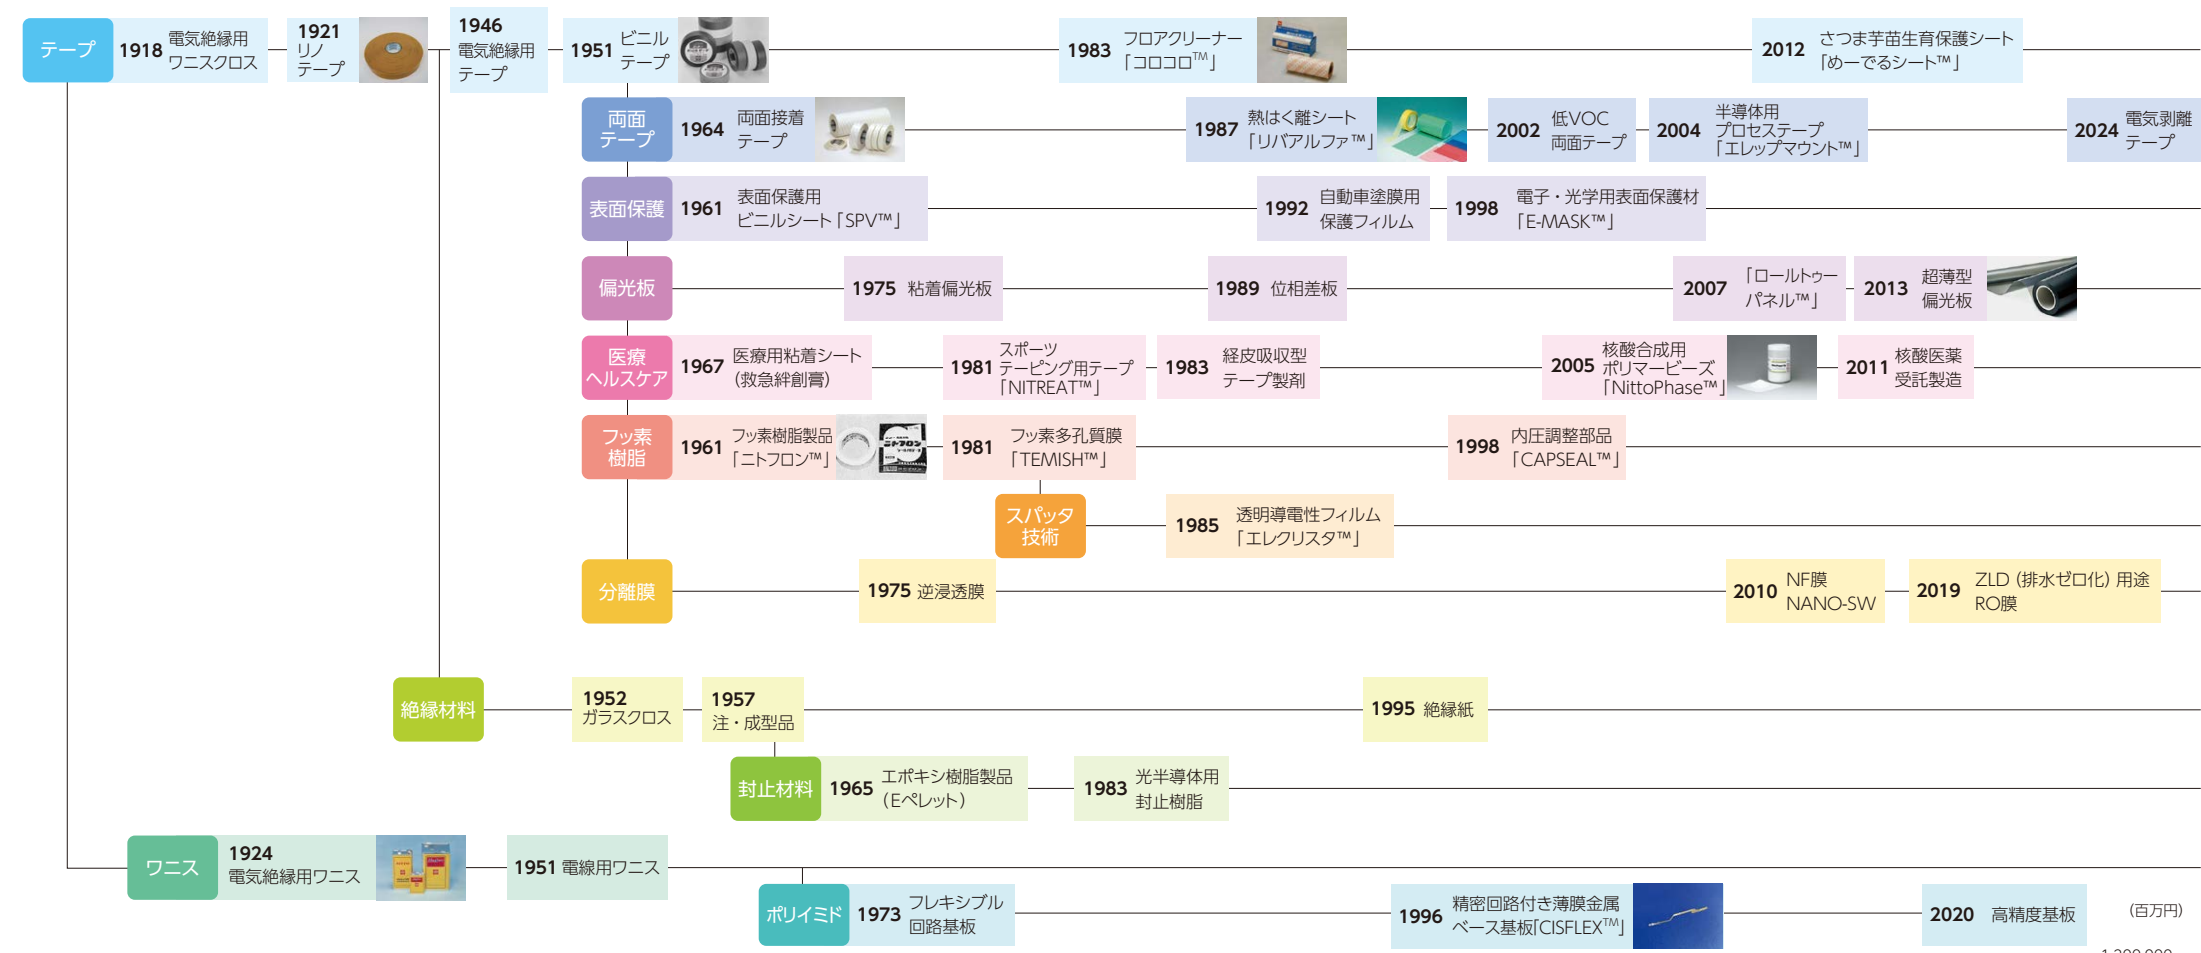 テープ
1918 電気絶縁用
ワニスクロス
1921
リノ
テープ
1946
電気絶縁用
テープ
1951 ビニル
テープ
1983 フロアクリーナー
「コロコロ™」
2012 さつま芋苗生育保護シート
「めーでるシート™」
両面
テープ
1964 両面接着
テープ
1987 熱はく離シート
「リバアルファ™」
2002 低VOC
両面テープ
2004 半導体用
プロセステープ
「エレップマウント™」
2024 電気剥離
テープ
表面保護
1961 表面保護用
ビニルシート「SPV™」
1992 自動車塗膜用
保護フィルム
1998 電子・光学用表面保護材
「E-MASK™」
偏光板
1975 粘着偏光板
1989 位相差板
2007 「ロールトゥー
パネル™」
2013 超薄型
偏光板
医療
ヘルスケア
1967 医療用粘着シート
（救急絆創膏）
1981 スポーツ
テーピング用テープ
「NITREAT™」
1983 経皮吸収型
テープ製剤
2005 核酸合成用
ポリマービーズ
「NittoPhase™」
2011 核酸医薬
受託製造
フッ素
樹脂
1961 フッ素樹脂製品
「ニトフロン™」
ニトフロン
1981 フッ素多孔質膜
「TEMISH™」
1998 内圧調整部品
「CAPSEAL™」
スパッタ
技術
1985 透明導電性フィルム
「エレクリスタ™」
分離膜
1975 逆浸透膜
2010 NF膜
NANO-SW
2019 ZLD（排水ゼロ化）用途
RO膜
絶縁材料
1952
ガラスクロス
1957
注・成型品
1995 絶縁紙
封止材料
1965 エポキシ樹脂製品
（Eペレット）
1983 光半導体用
封止樹脂
ワニス
1924
電気絶縁用ワニス
1951 電線用ワニス
ポリイミド
1973 フレキシブル
回路基板
1996 精密回路付き薄膜金属
ベース基板「CISFLEX™」
2020 高精度基板
（百万円）